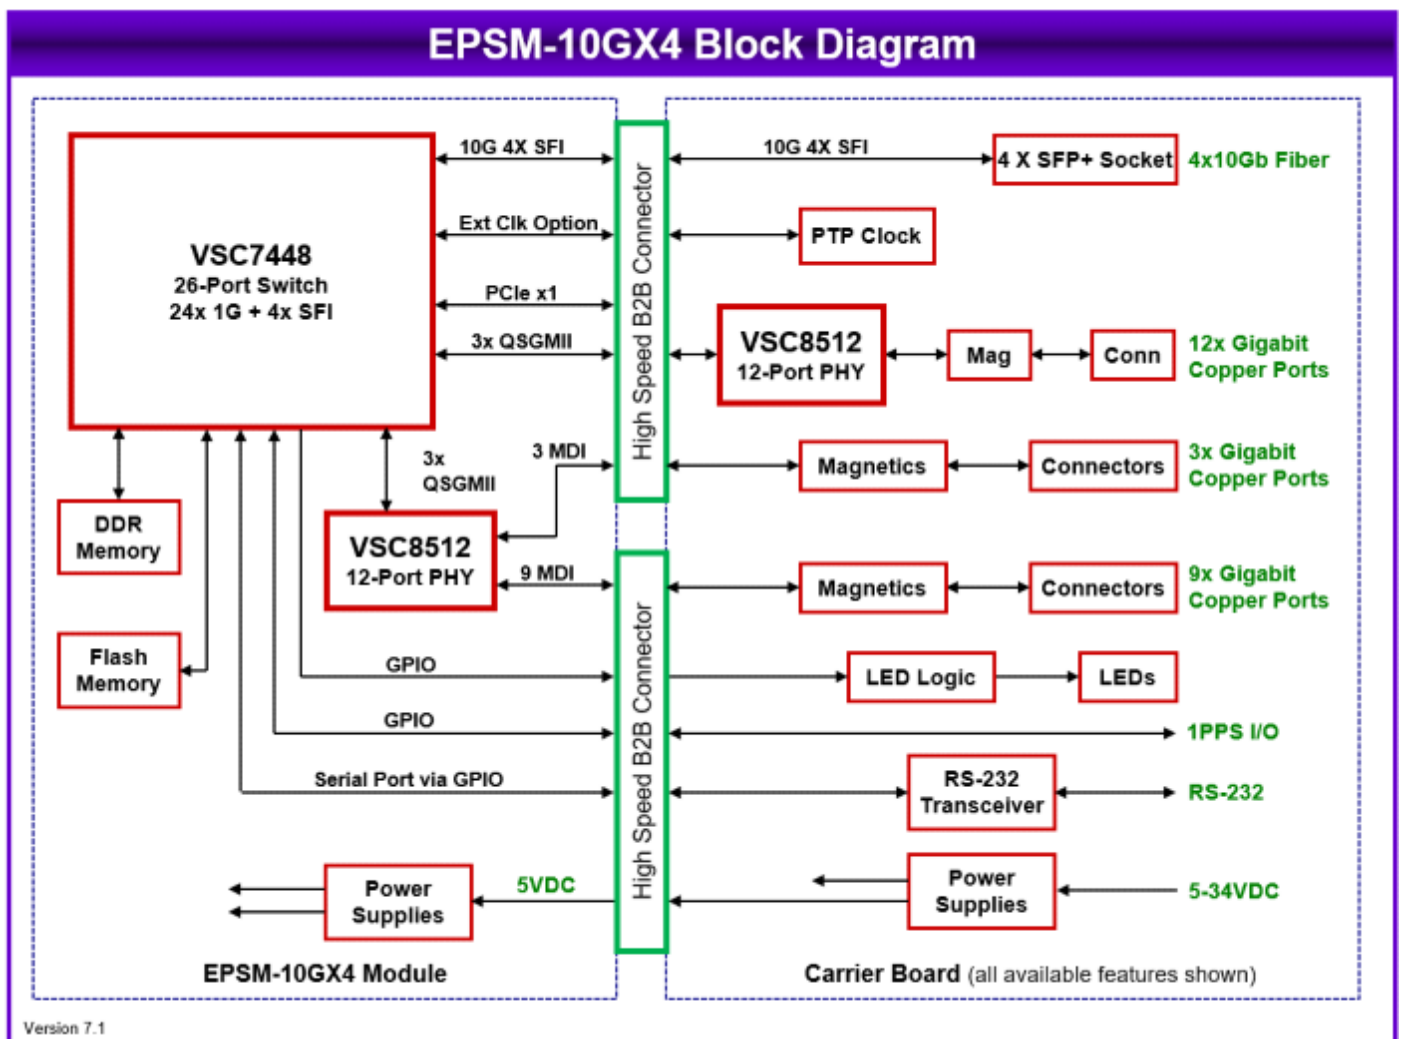 EPSM-10GX4 Block Diagram
10G 4X SFI
10G 4X SFI
4 X SFP+ Socket
4x10Gb Fiber
VSC7448
26-Port Switch
24x 1G + 4x SFI
Ext Clk Option
PTP Clock
PCIe x1
3x QSGMII
High Speed B2B Connector
VSC8512
12-Port PHY
Mag
Conn
12x Gigabit
Copper Ports
3x
QSGMII
3 MDI
Magnetics
Connectors
3x Gigabit
Copper Ports
DDR
Memory
VSC8512
12-Port PHY
9 MDI
High Speed B2B Connector
Magnetics
Connectors
9x Gigabit
Copper Ports
Flash
Memory
GPIO
LED Logic
LEDs
GPIO
1PPS I/O
Serial Port via GPIO
RS-232
Transceiver
RS-232
Power
Supplies
5VDC
Power
Supplies
5-34VDC
EPSM-10GX4 Module
Carrier Board (all available features shown)
Version 7.1